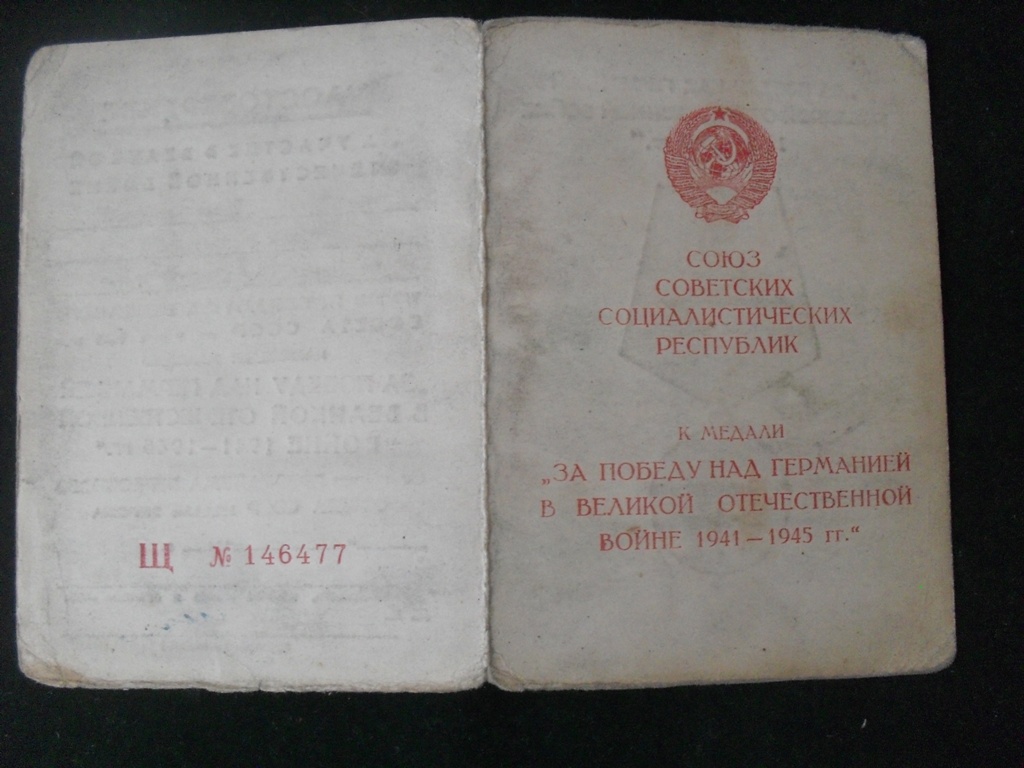 Щ № 146477
СОЮЗ
СОВЕТСКИХ
СОЦИАЛИСТИЧЕСКИХ
РЕСПУБЛИК
К МЕДАЛИ
„ЗА ПОБЕДУ НАД ГЕРМАНИЕЙ
В ВЕЛИКОЙ ОТЕЧЕСТВЕННОЙ
ВОЙНЕ 1941—1945 гг.“